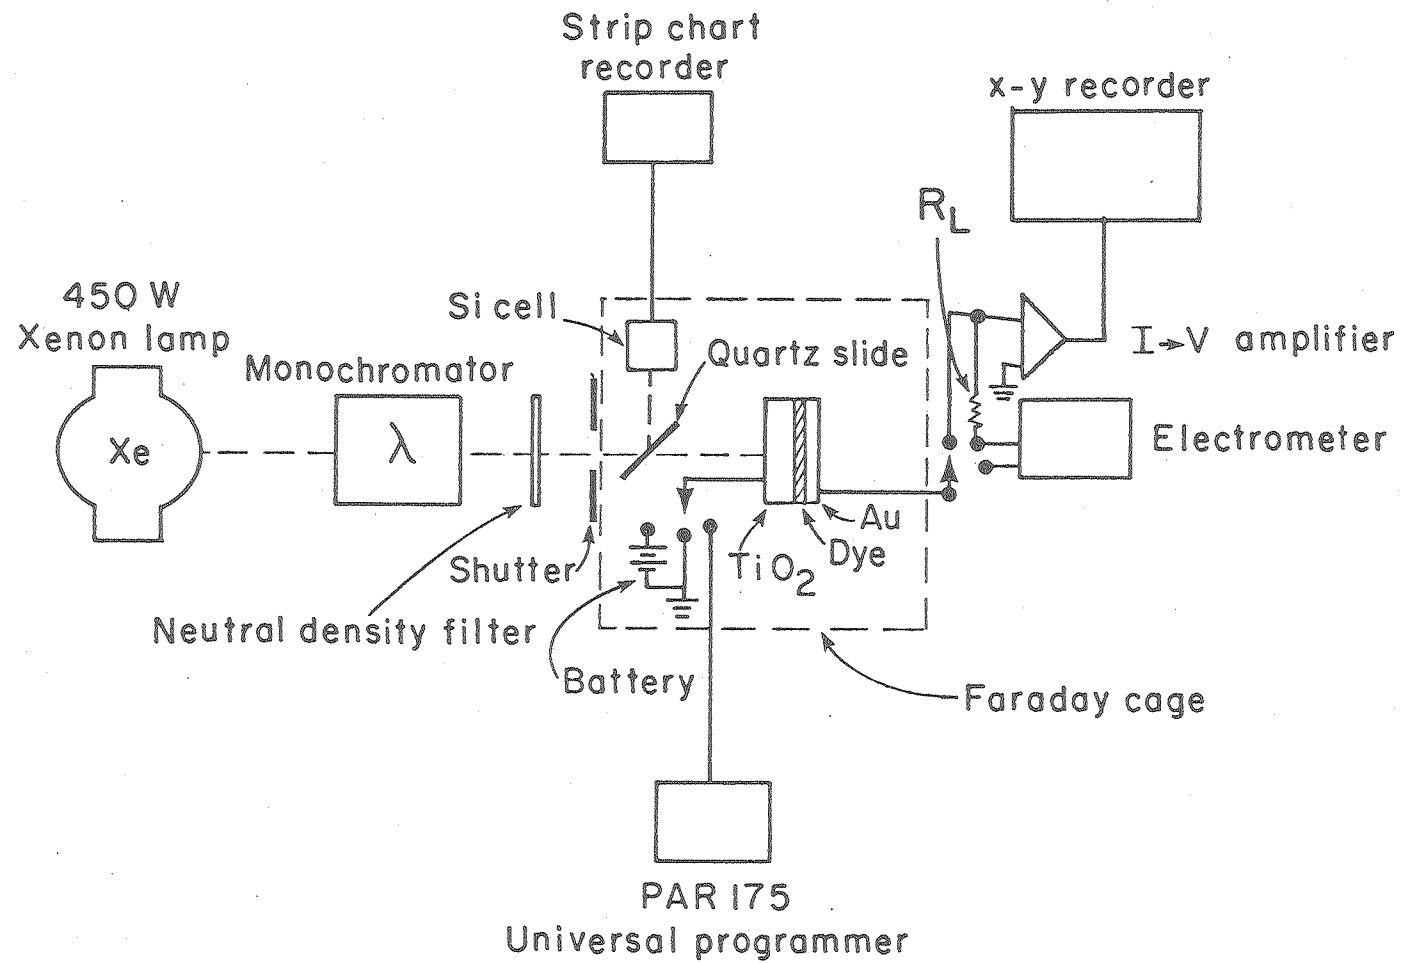 Strip chart
recorder
x-y recorder
R_L
450 W
Xenon lamp
Si cell
Quartz slide
I→V amplifier
Monochromator
Xe
λ
Electrometer
Au
Dye
TiO₂
Shutter
Neutral density filter
Battery
Faraday cage
PAR 175
Universal programmer